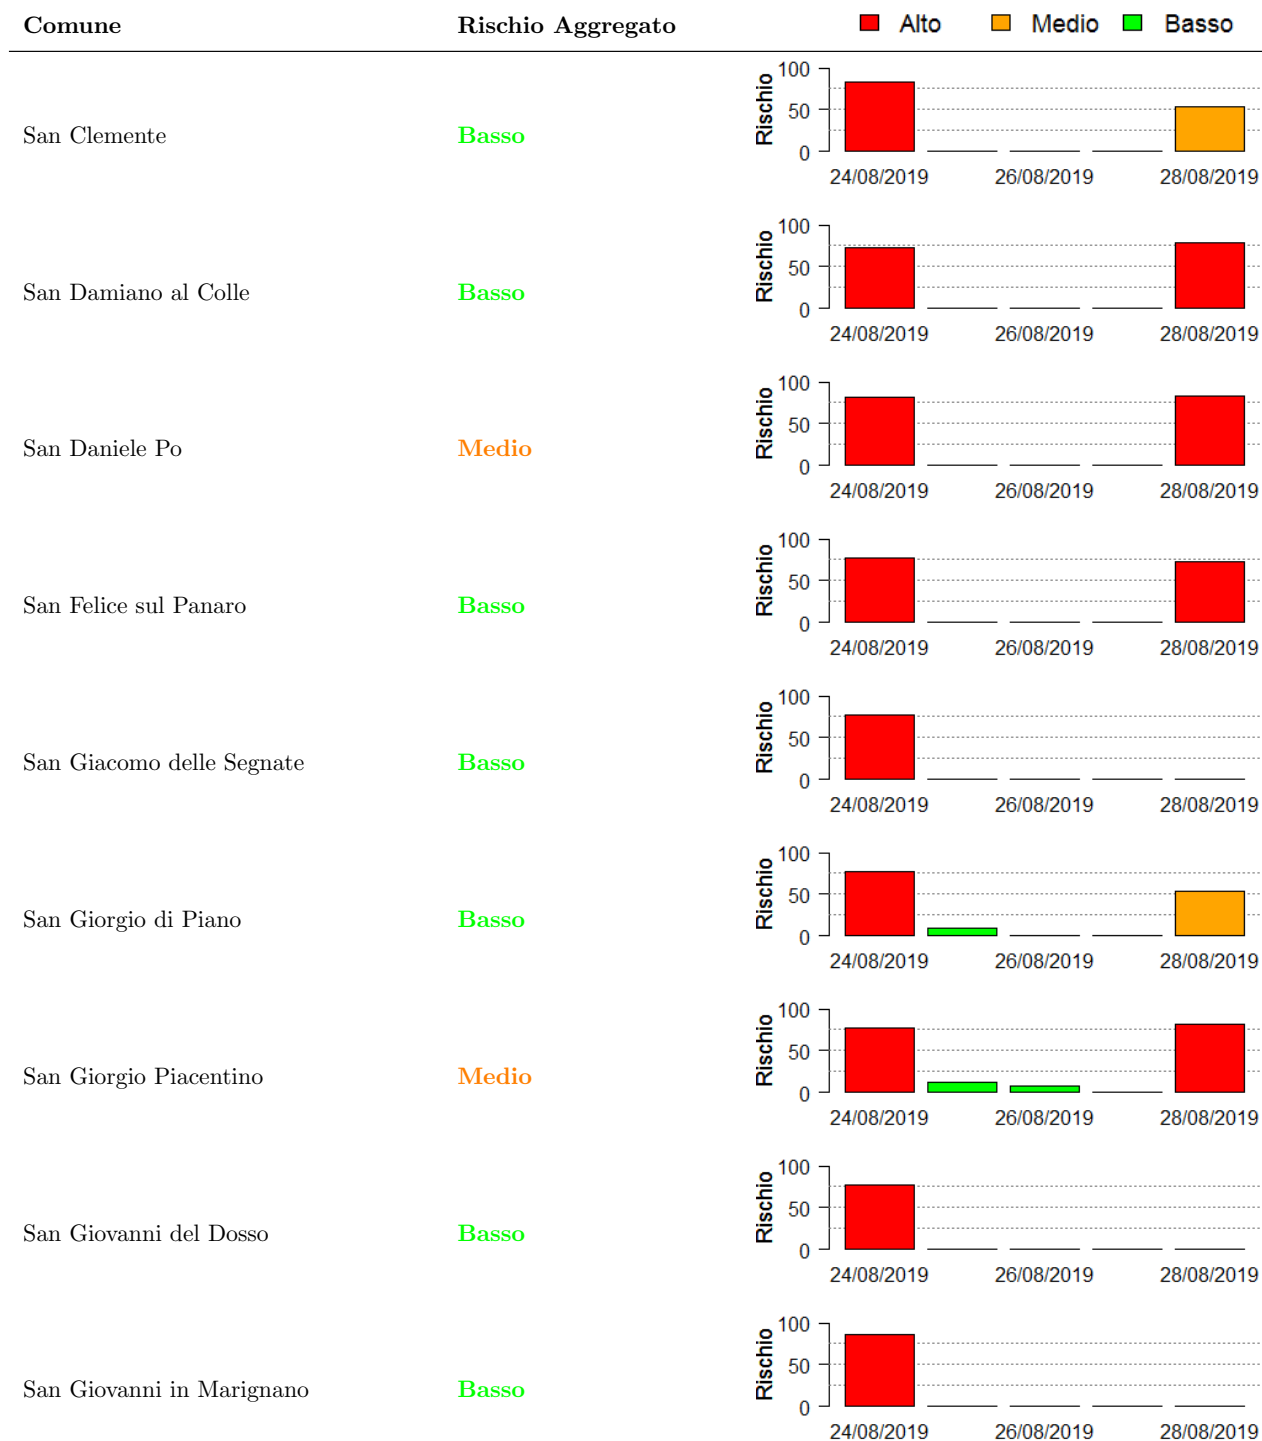 Comune Rischio Aggregato Alto Medio Basso
San Clemente Basso Rischio 100 50 0
24/08/2019 26/08/2019 28/08/2019
San Damiano al Colle Basso Rischio 100 50 0
24/08/2019 26/08/2019 28/08/2019
San Daniele Po Medio Rischio 100 50 0
24/08/2019 26/08/2019 28/08/2019
San Felice sul Panaro Basso Rischio 100 50 0
24/08/2019 26/08/2019 28/08/2019
San Giacomo delle Segnate Basso Rischio 100 50 0
24/08/2019 26/08/2019 28/08/2019
San Giorgio di Piano Basso Rischio 100 50 0
24/08/2019 26/08/2019 28/08/2019
San Giorgio Piacentino Medio Rischio 100 50 0
24/08/2019 26/08/2019 28/08/2019
San Giovanni del Dosso Basso Rischio 100 50 0
24/08/2019 26/08/2019 28/08/2019
San Giovanni in Marignano Basso Rischio 100 50 0
24/08/2019 26/08/2019 28/08/2019